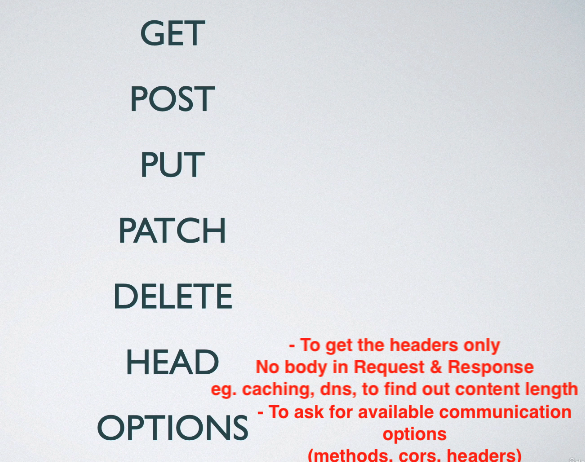 GET
POST
PUT
PATCH
DELETE
HEAD
- To get the headers only
No body in Request & Response
eg. caching, dns, to find out content length
OPTIONS
- To ask for available communication
options
(methods, cors, headers)